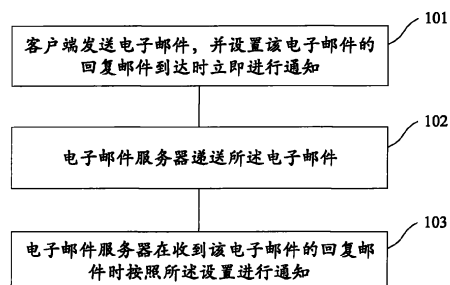 101
客户端发送电子邮件，并设置该电子邮件的
回复邮件到达时立即进行通知
102
电子邮件服务器递送所述电子邮件
103
电子邮件服务器在收到该电子邮件的回复邮
件时按照所述设置进行通知